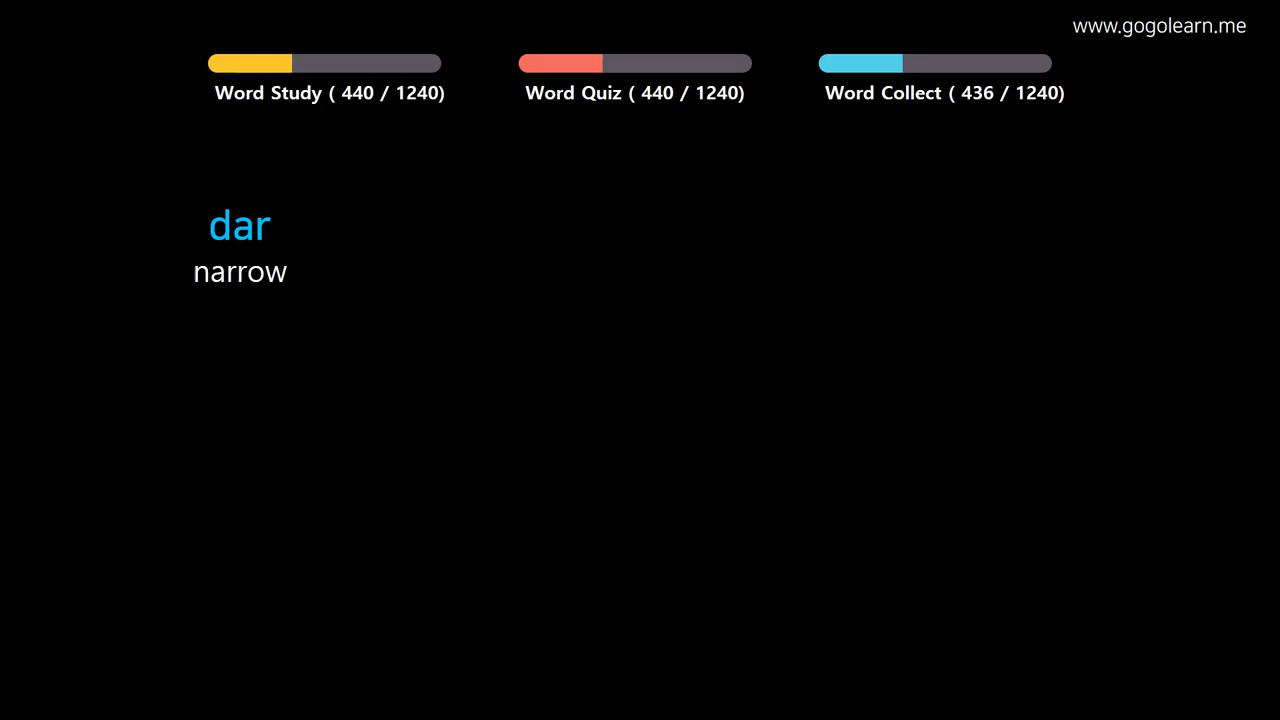 www.gogolearn.me
Word Study ( 440 / 1240)
Word Quiz ( 440 / 1240)
Word Collect ( 436 / 1240)
dar
narrow